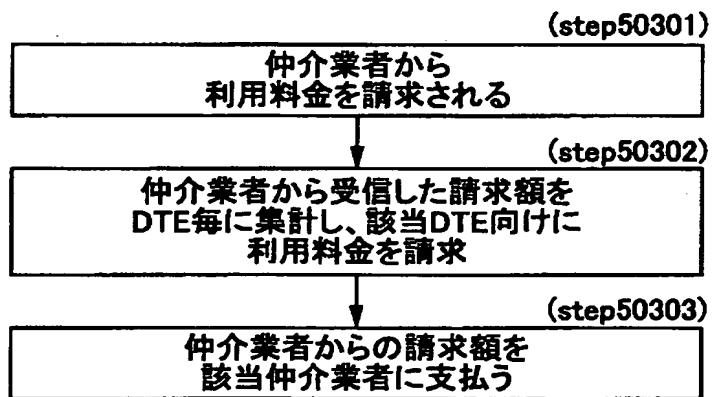 (step50301)
仲介業者から
利用料金を請求される
(step50302)
仲介業者から受信した請求額を
DTE毎に集計し、該当DTE向けに
利用料金を請求
(step50303)
仲介業者からの請求額を
該当仲介業者に支払う